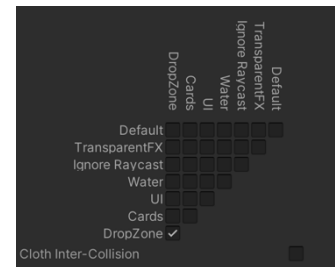 DropZone
Cards
UI
Water
Ignore Raycast
TransparentFX
Default
Default
TransparentFX
Ignore Raycast
Water
UI
Cards
DropZone
Cloth Inter-Collision